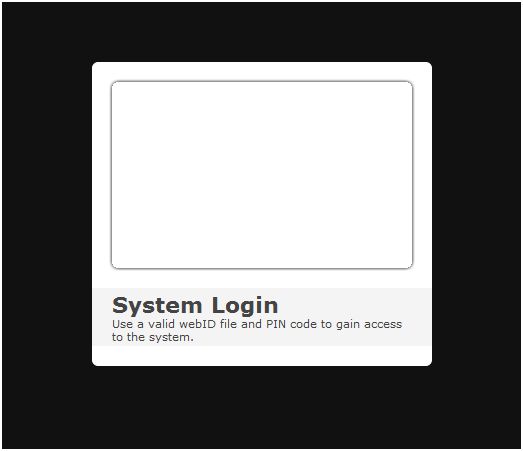 System Login
Use a valid webID file and PIN code to gain access
to the system.